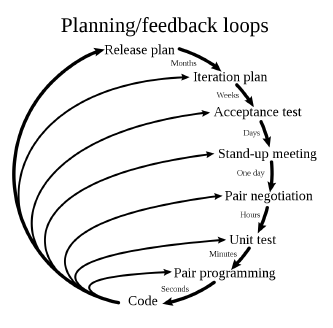 Planning/feedback loops
Release plan
Months
Iteration plan
Weeks
Acceptance test
Days
Stand-up meeting
One day
Pair negotiation
Hours
Unit test
Minutes
Pair programming
Seconds
Code